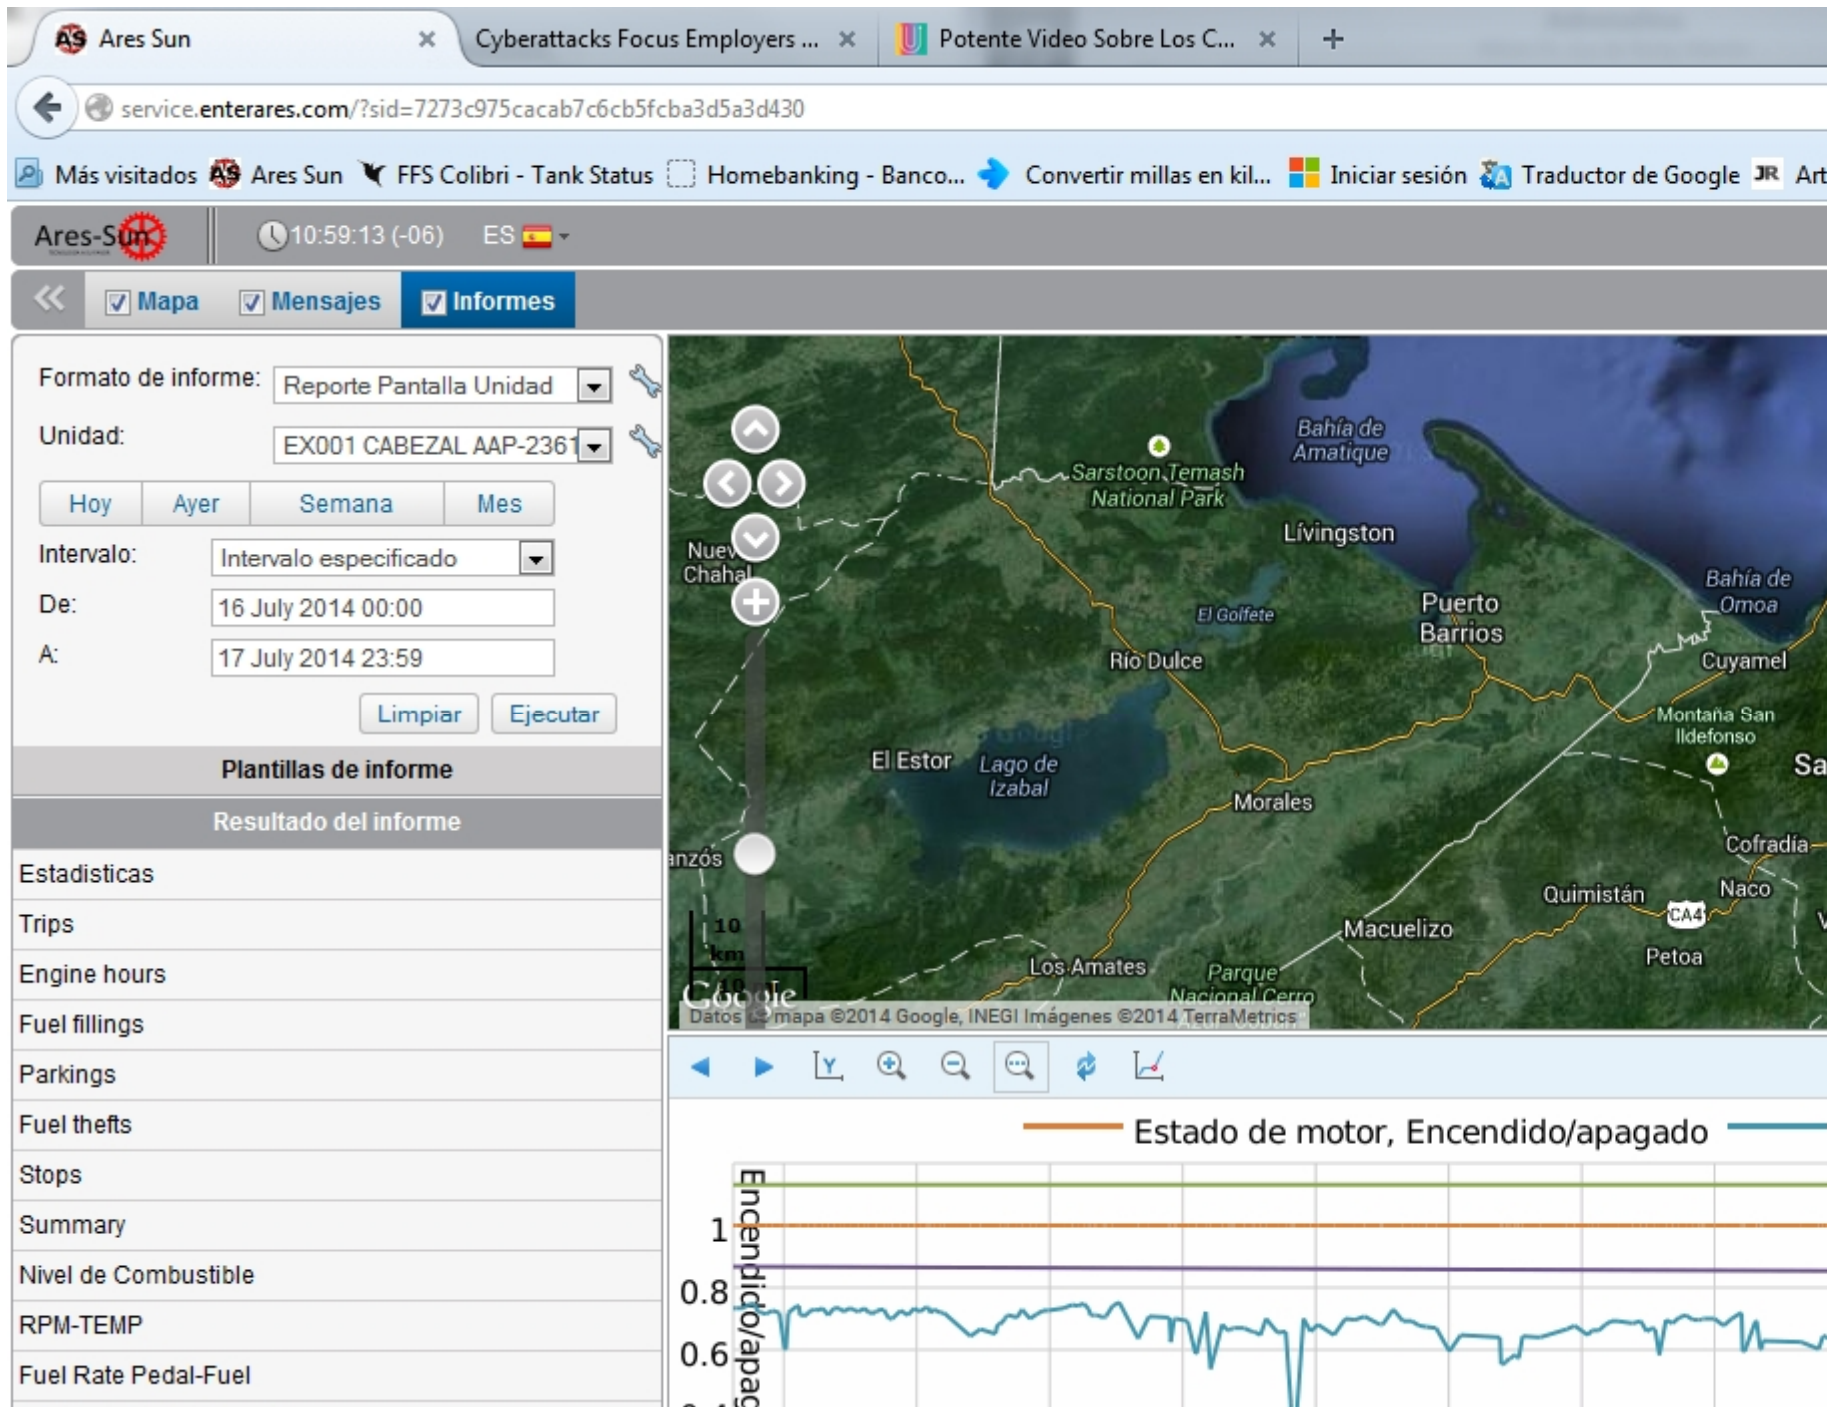 Ares Sun
Cyberattacks Focus Employers ...
Potente Video Sobre Los C...
service.enterares.com/?sid=7273c975cacab7c6cb5fcba3d5a3d430
Más visitados Ares Sun FFS Colibri - Tank Status Homebanking - Banco... Convertir millas en kil... Iniciar sesión Traductor de Google JR Art
Ares-Sun 10:59:13 (-06) ES
Mapa Mensajes Informes
Formato de informe: Reporte Pantalla Unidad
Unidad: EX001 CABEZAL AAP-2361
Hoy Ayer Semana Mes
Intervalo: Intervalo especificado
De: 16 July 2014 00:00
A: 17 July 2014 23:59
Limpiar Ejecutar
Plantillas de informe
Resultado del informe
Estadisticas
Trips
Engine hours
Fuel fillings
Parkings
Fuel thefts
Stops
Summary
Nivel de Combustible
RPM-TEMP
Fuel Rate Pedal-Fuel
Bahía de
Amatique
Sarstoon Temash
National Park
Lívingston
Nuev
Chahal
Bahía de
Omoa
El Golfete
Puerto
Barrios
Río Dulce
Cuyamel
Montaña San
Ildefonso
El Estor
Lago de
Izabal
Sa
Morales
Cofradía
anzós
Quimistán
Naco
CA4
Macuelizo
Petoa
10
km
Los Amates
Parque
Nacional Cerro
Google
Datos de mapa ©2014 Google, INEGI Imágenes ©2014 TerraMetrics
Estado de motor, Encendido/apagado
Encendido/apag
1
0.8
0.6